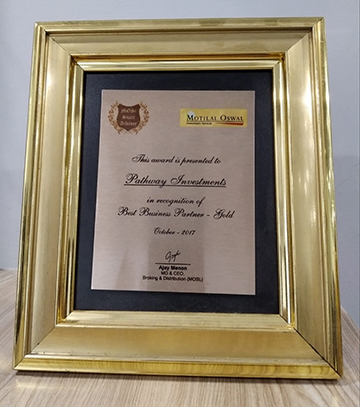 MOTILAL OSWAL
This award is presented to
Pathway Investments
in recognition of
Best Business Partner - Gold
October - 2017
Ajay Menon
MD & CEO,
Broking & Distribution (MOSL)